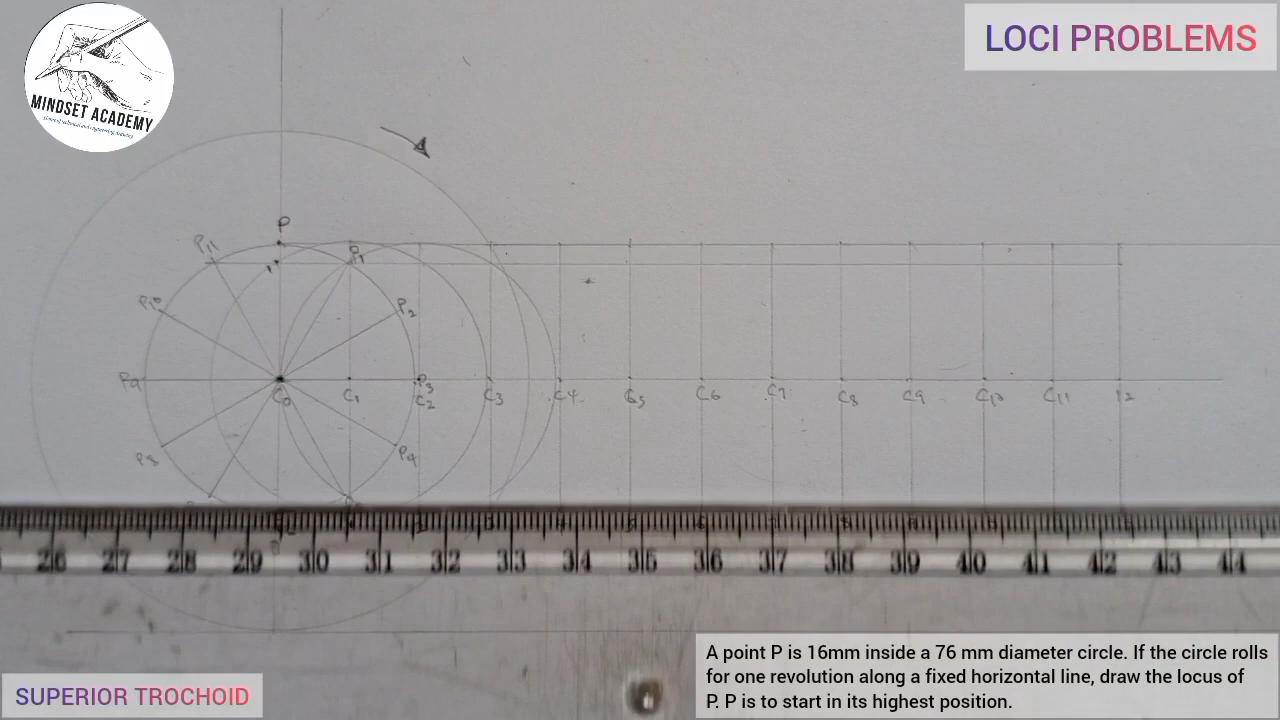 LOCI PROBLEMS
MINDSET ACADEMY
P
P11
P1
1'
P10
P2
P9
C0
C1
P3
C2
C3
C4
C5
C6
C7
C8
C9
C10
C11
12
P8
P4
26 27 28 29 30 31 32 33 34 35 36 37 38 39 40 41 42 43 44
A point P is 16mm inside a 76 mm diameter circle. If the circle rolls
for one revolution along a fixed horizontal line, draw the locus of
P. P is to start in its highest position.
SUPERIOR TROCHOID